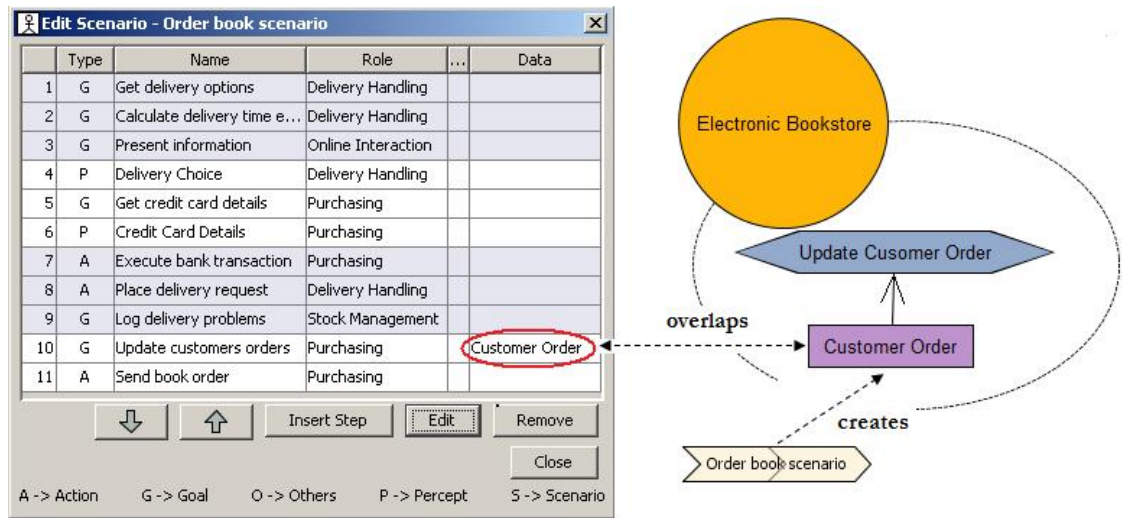 Edit Scenario - Order book scenario
Type Name Role ... Data
1 G Get delivery options Delivery Handling
2 G Calculate delivery time e... Delivery Handling
3 G Present information Online Interaction
4 P Delivery Choice Delivery Handling
5 G Get credit card details Purchasing
6 P Credit Card Details Purchasing
7 A Execute bank transaction Purchasing
8 A Place delivery request Delivery Handling
9 G Log delivery problems Stock Management
10 G Update customers orders Purchasing Customer Order
11 A Send book order Purchasing
Insert Step Edit Remove
Close
A -> Action G -> Goal O -> Others P -> Percept S -> Scenario
Electronic Bookstore
Update Cusomer Order
overlaps
Customer Order
creates
Order book scenario